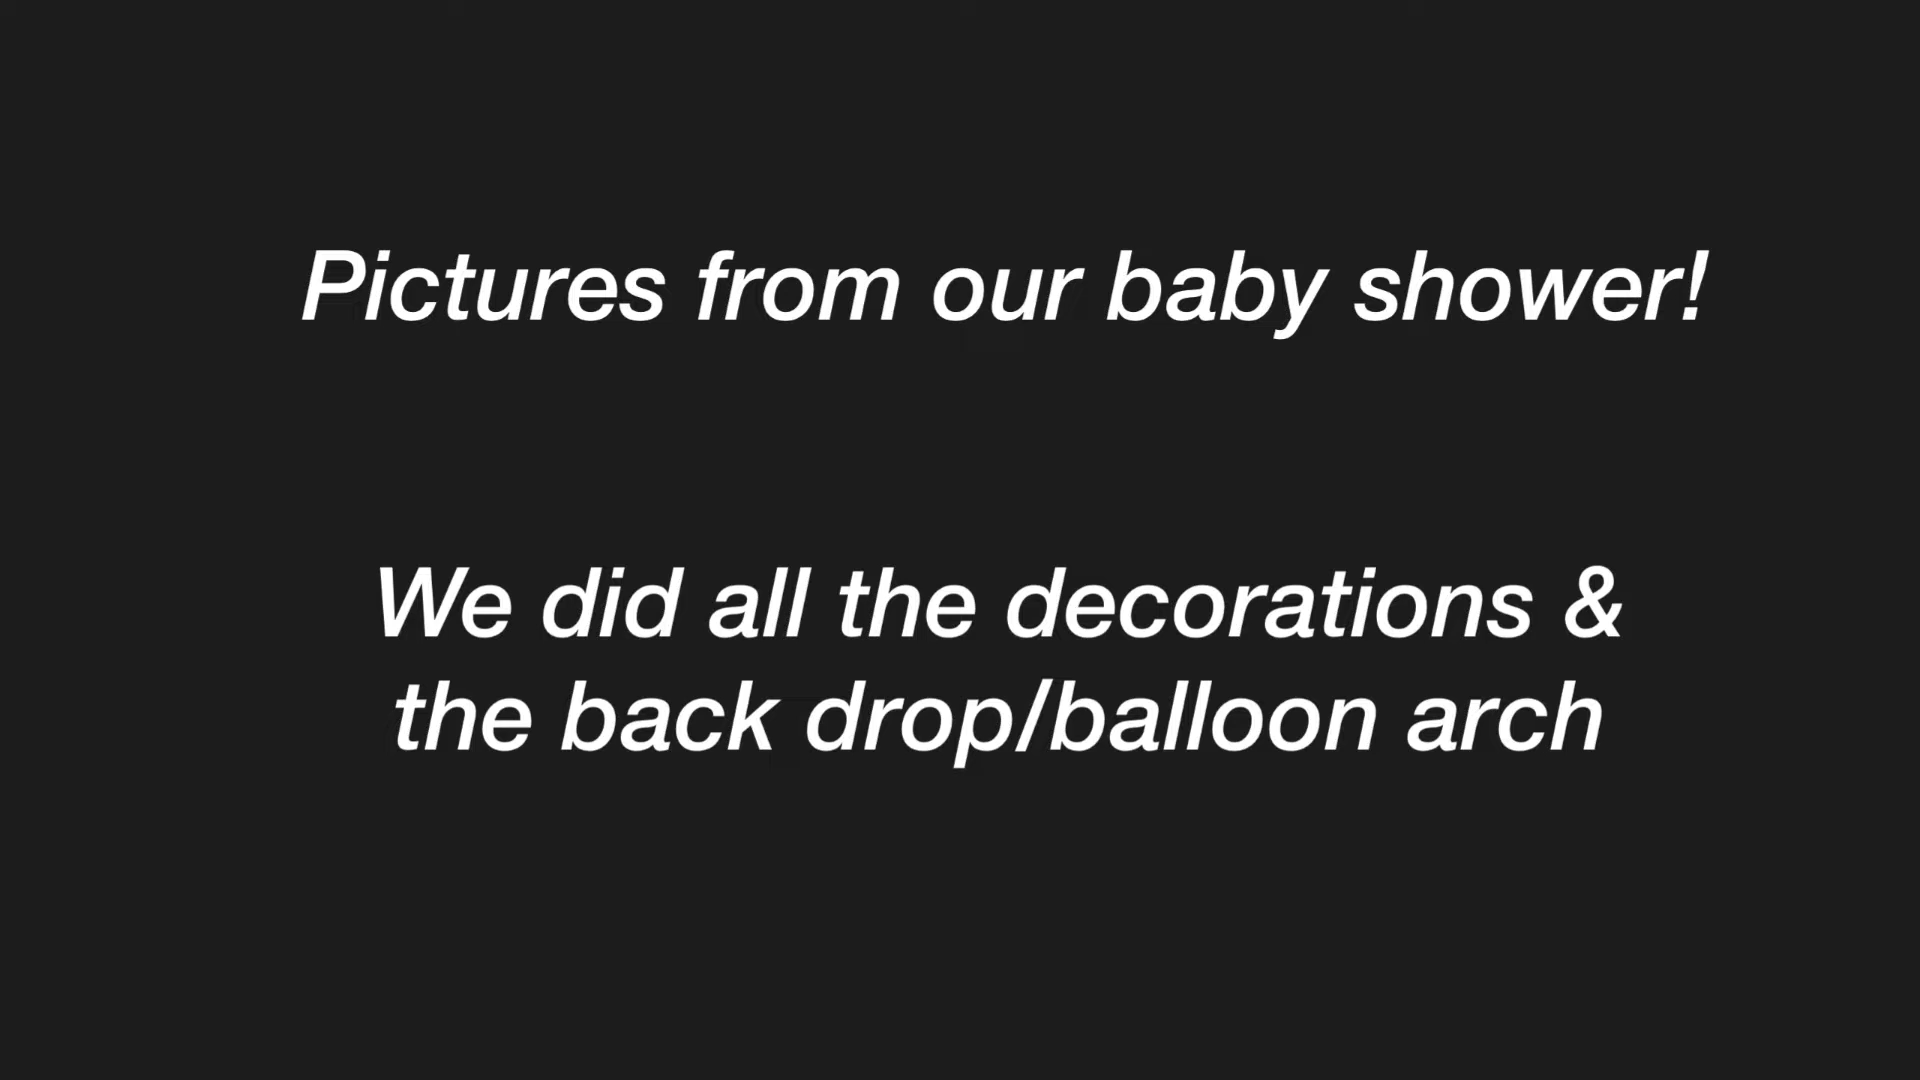 Pictures from our baby shower!
We did all the decorations &
the back drop/balloon arch